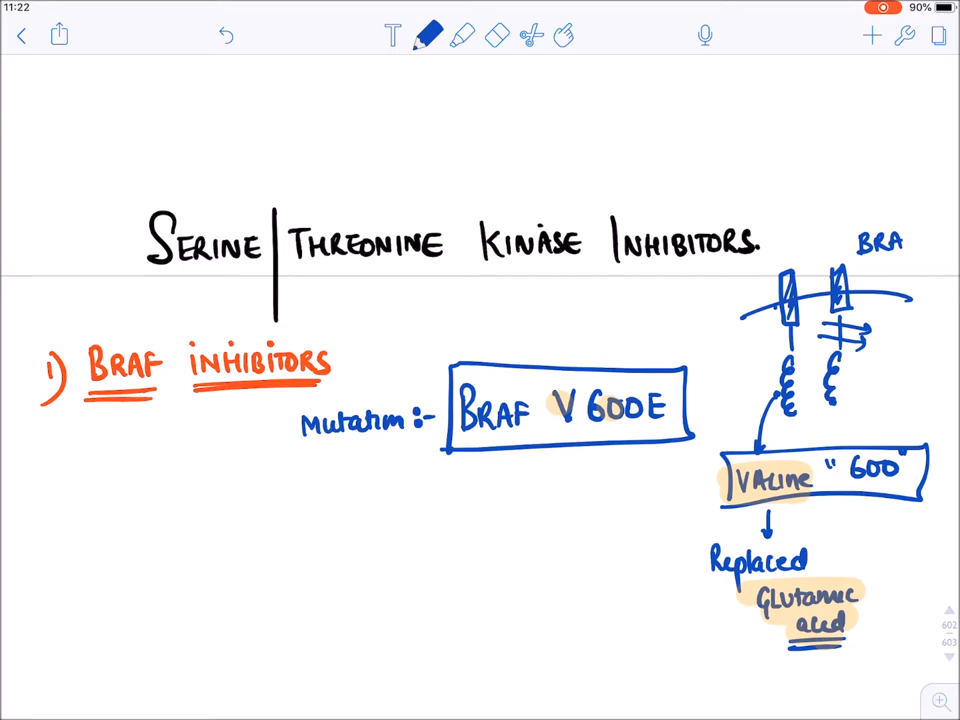 11:22
90%
T
SERINE | THREONINE KINASE INHIBITORS.
BRA
1) BRAF INHIBITORS
Mutation :- BRAF V 600E
VALine "600"
Replaced
Glutamic
acid
602
603